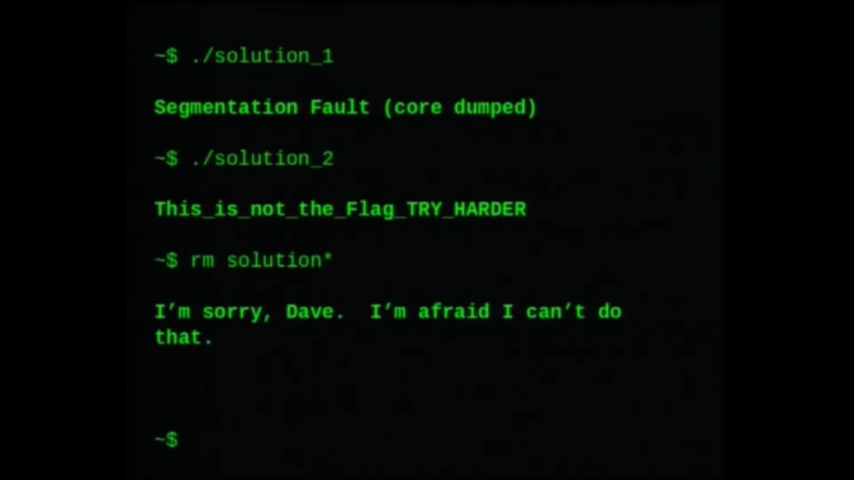 ~$ ./solution_1
Segmentation Fault (core dumped)
~$ ./solution_2
This_is_not_the_Flag_TRY_HARDER
~$ rm solution*
I’m sorry, Dave.  I’m afraid I can’t do
that.
~$